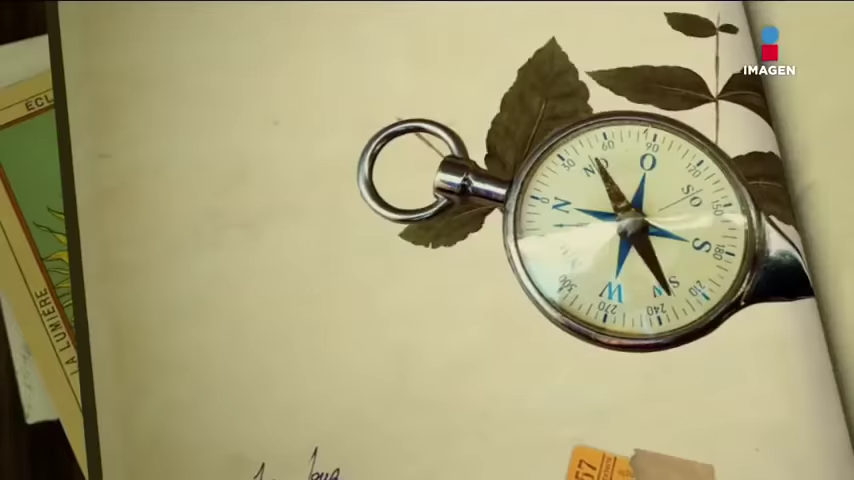 IMAGEN
ECL
LA LUMIERE
N
NO
O
SO
S
SW
W
30
60
90
120
150
180
210
240
270
300
57